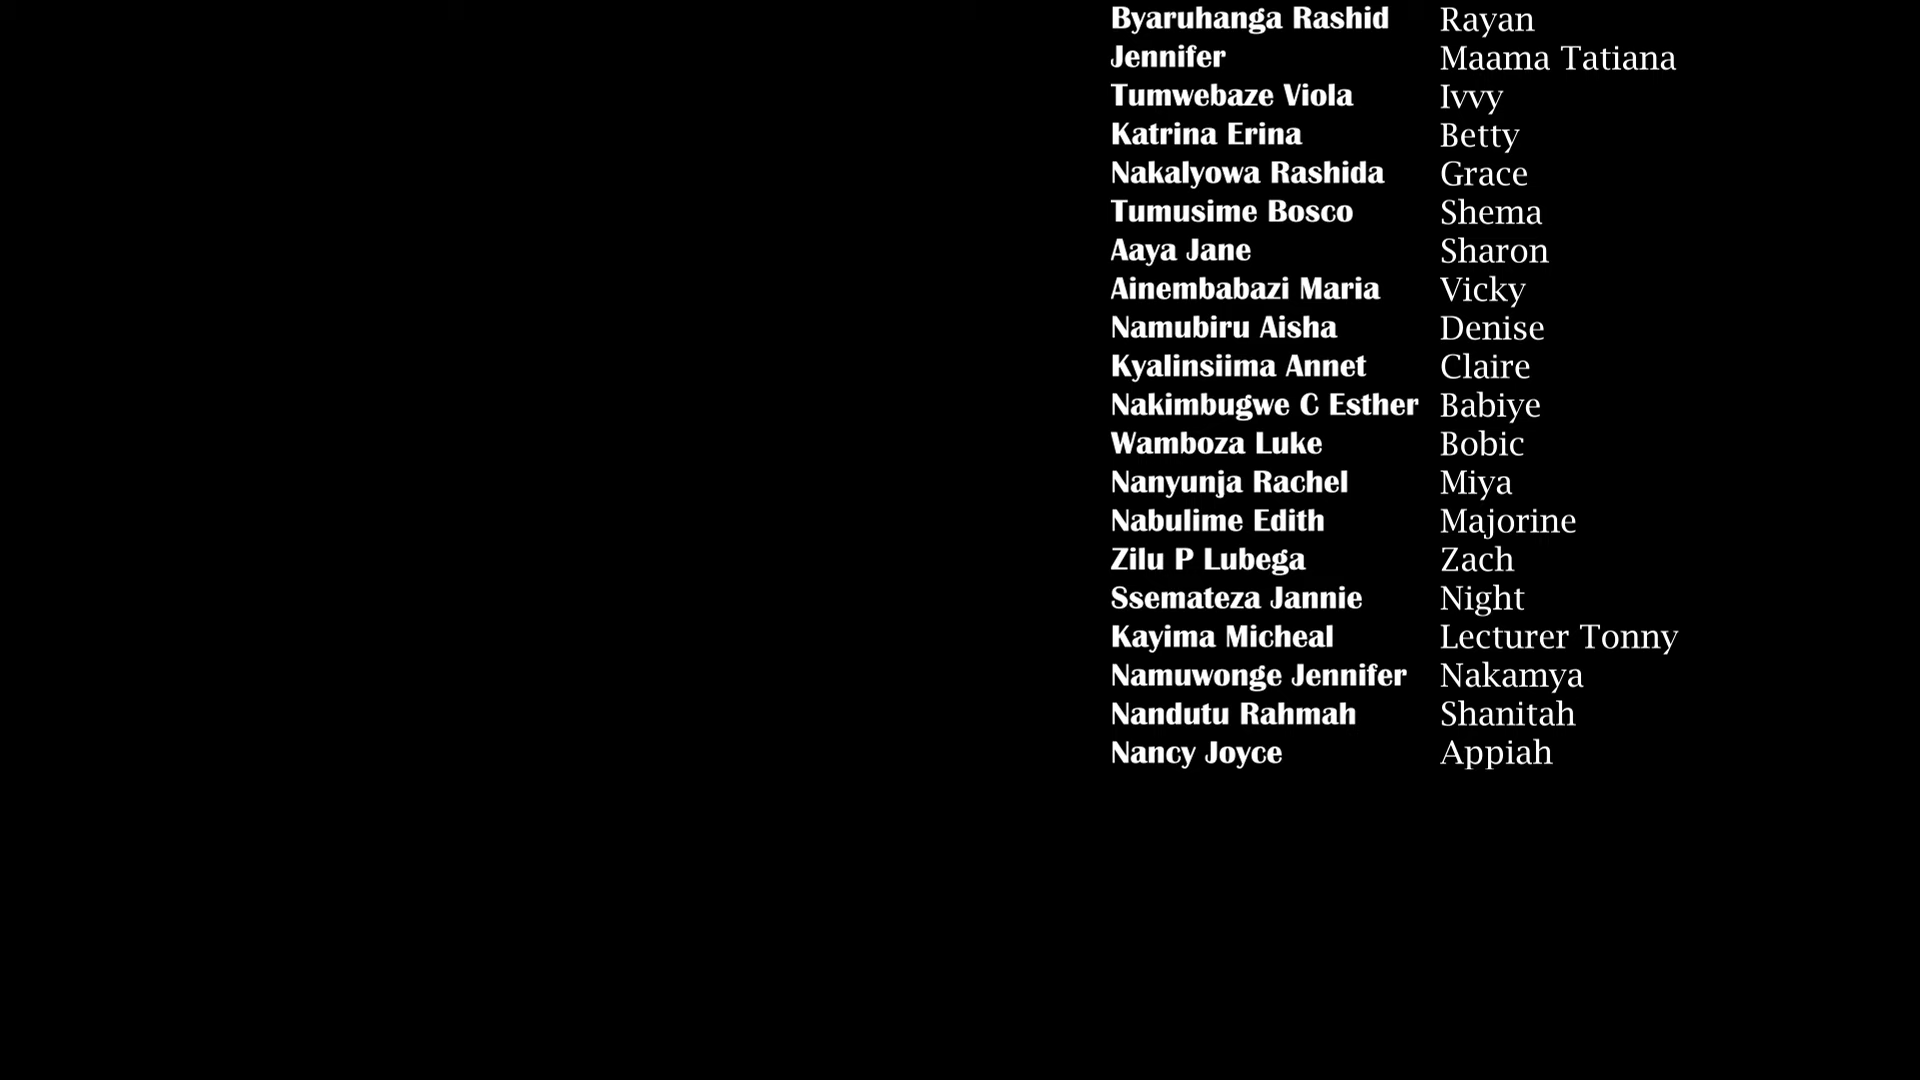 Byaruhanga Rashid Rayan
Jennifer Maama Tatiana
Tumwebaze Viola Ivvy
Katrina Erina Betty
Nakalyowa Rashida Grace
Tumusime Bosco Shema
Aaya Jane Sharon
Ainembabazi Maria Vicky
Namubiru Aisha Denise
Kyalinsiima Annet Claire
Nakimbugwe C Esther Babiye
Wamboza Luke Bobic
Nanyunja Rachel Miya
Nabulime Edith Majorine
Zilu P Lubega Zach
Ssemateza Jannie Night
Kayima Micheal Lecturer Tonny
Namuwonge Jennifer Nakamya
Nandutu Rahmah Shanitah
Nancy Joyce Appiah